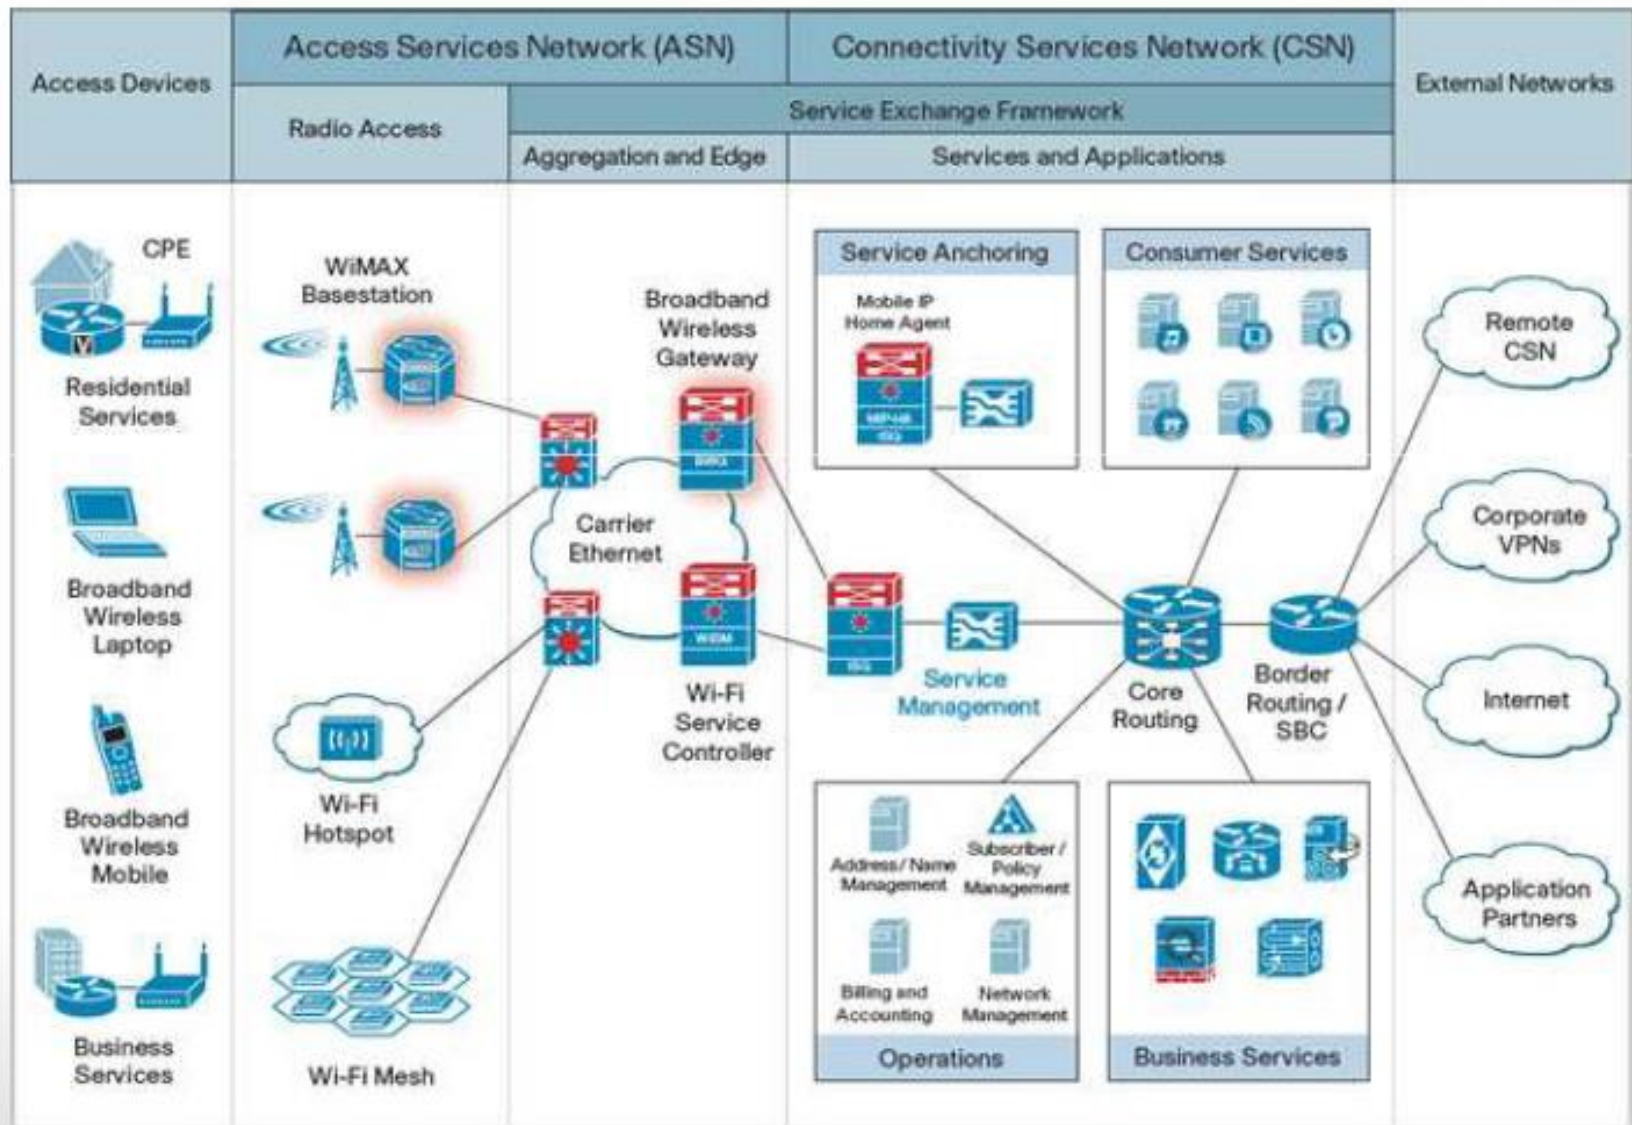 Access Devices
Access Services Network (ASN)
Connectivity Services Network (CSN)
External Networks
Radio Access
Service Exchange Framework
Aggregation and Edge
Services and Applications
CPE
Residential
Services
Broadband
Wireless
Laptop
Broadband
Wireless
Mobile
Business
Services
WiMAX
Basestation
Wi-Fi
Hotspot
Wi-Fi Mesh
Broadband
Wireless
Gateway
Carrier
Ethernet
Wi-Fi
Service
Controller
Service Anchoring
Mobile IP
Home Agent
ISG
Consumer Services
ISG
Service
Management
Core
Routing
Border
Routing /
SBC
Address / Name
Management
Subscriber /
Policy
Management
Billing and
Accounting
Network
Management
Operations
Business Services
Remote
CSN
Corporate
VPNs
Internet
Application
Partners